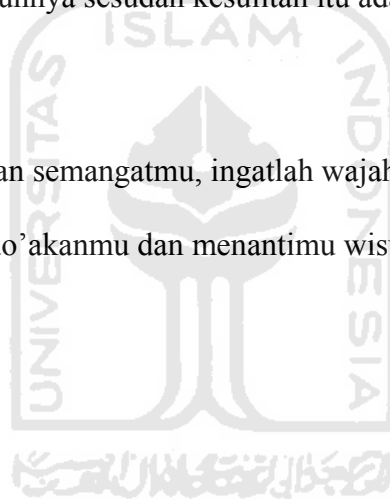 sesudah kesulitan itu ada
ISLAM
UNIVERSITAS
INDONESIA
an semangatmu, ingatlah wajah
o’akanmu dan menantimu wis